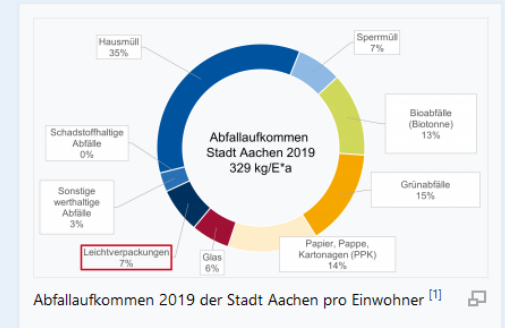 Hausmüll
35%
Sperrmüll
7%
Bioabfälle
(Biotonne)
13%
Grünabfälle
15%
Papier, Pappe,
Kartonagen (PPK)
14%
Glas
6%
Leichtverpackungen
7%
Sonstige
werthaltige
Abfälle
3%
Schadstoffhaltige
Abfälle
0%
Abfallaufkommen
Stadt Aachen 2019
329 kg/E*a
Abfallaufkommen 2019 der Stadt Aachen pro Einwohner [1]